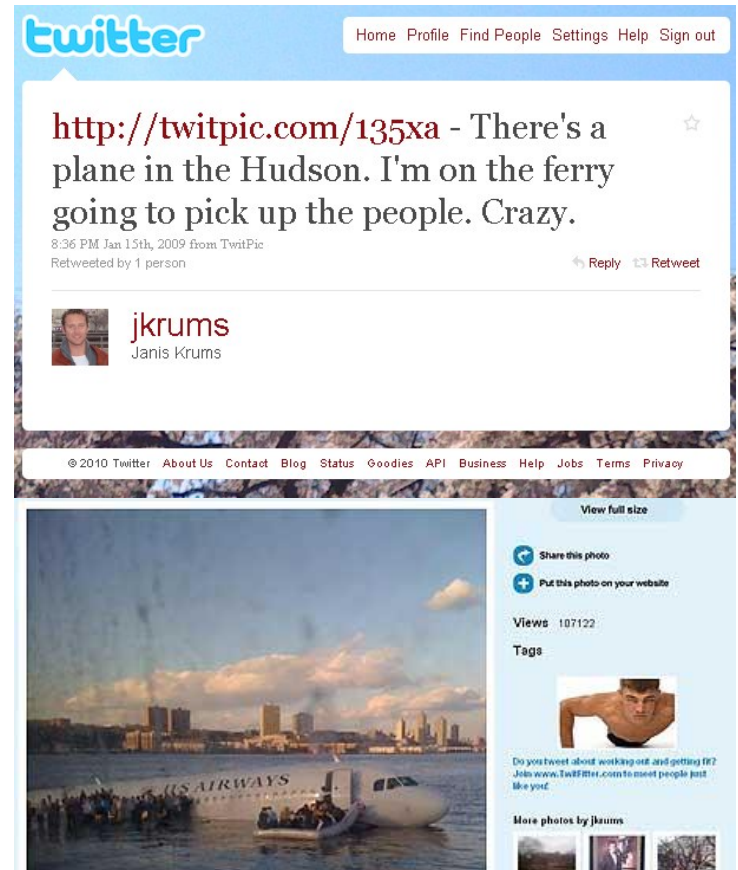 twitter
Home Profile Find People Settings Help Sign out
http://twitpic.com/135xa - There's a
plane in the Hudson. I'm on the ferry
going to pick up the people. Crazy.
8:36 PM Jan 15th, 2009 from TwitPic
Retweeted by 1 person
Reply Retweet
jkrums
Janis Krums
© 2010 Twitter About Us Contact Blog Status Goodies API Business Help Jobs Terms Privacy
View full size
Share this photo
Put this photo on your website
Views 107122
Tags
Do you tweet about working out and getting fit?
Join www.TwitFitter.com to meet people just
like you!
More photos by jkrums
US AIRWAYS